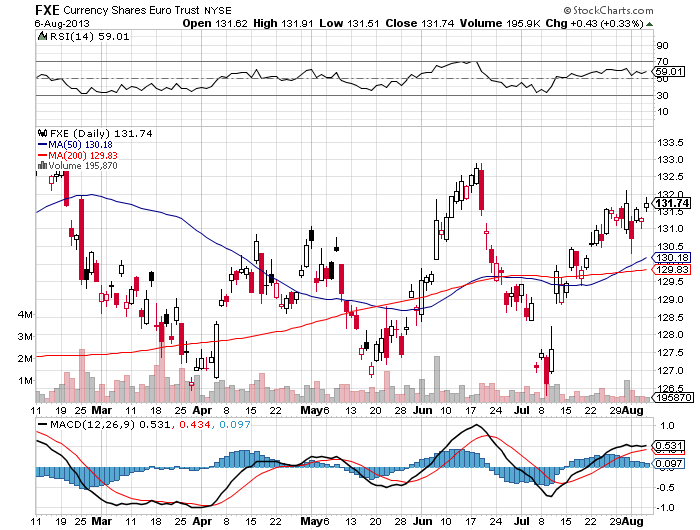 FXE Currency Shares Euro Trust NYSE © StockCharts.com
6-Aug-2013 Open 131.62 High 131.91 Low 131.51 Close 131.74 Volume 195.9K Chg +0.43 (+0.33%)
RSI(14) 59.01
90
70
59.01
50
30
10
FXE (Daily) 131.74
MA(50) 130.18
MA(200) 129.83
Volume 195,870
133.5
133.0
132.5
132.0
131.74
131.5
131.0
130.5
130.18
129.83
129.5
129.0
128.5
128.0
127.5
127.0
126.5
195870
4M
3M
2M
1M
11 19 25 Mar 11 18 25 Apr 8 15 22 May 6 13 20 28 Jun 10 17 24 Jul 8 15 22 29 Aug
MACD(12,26,9) 0.531, 0.434, 0.097
1.0
0.531
0.097
-0.5
-1.0
11 19 25 Mar 11 18 25 Apr 8 15 22 May 6 13 20 28 Jun 10 17 24 Jul 8 15 22 29 Aug